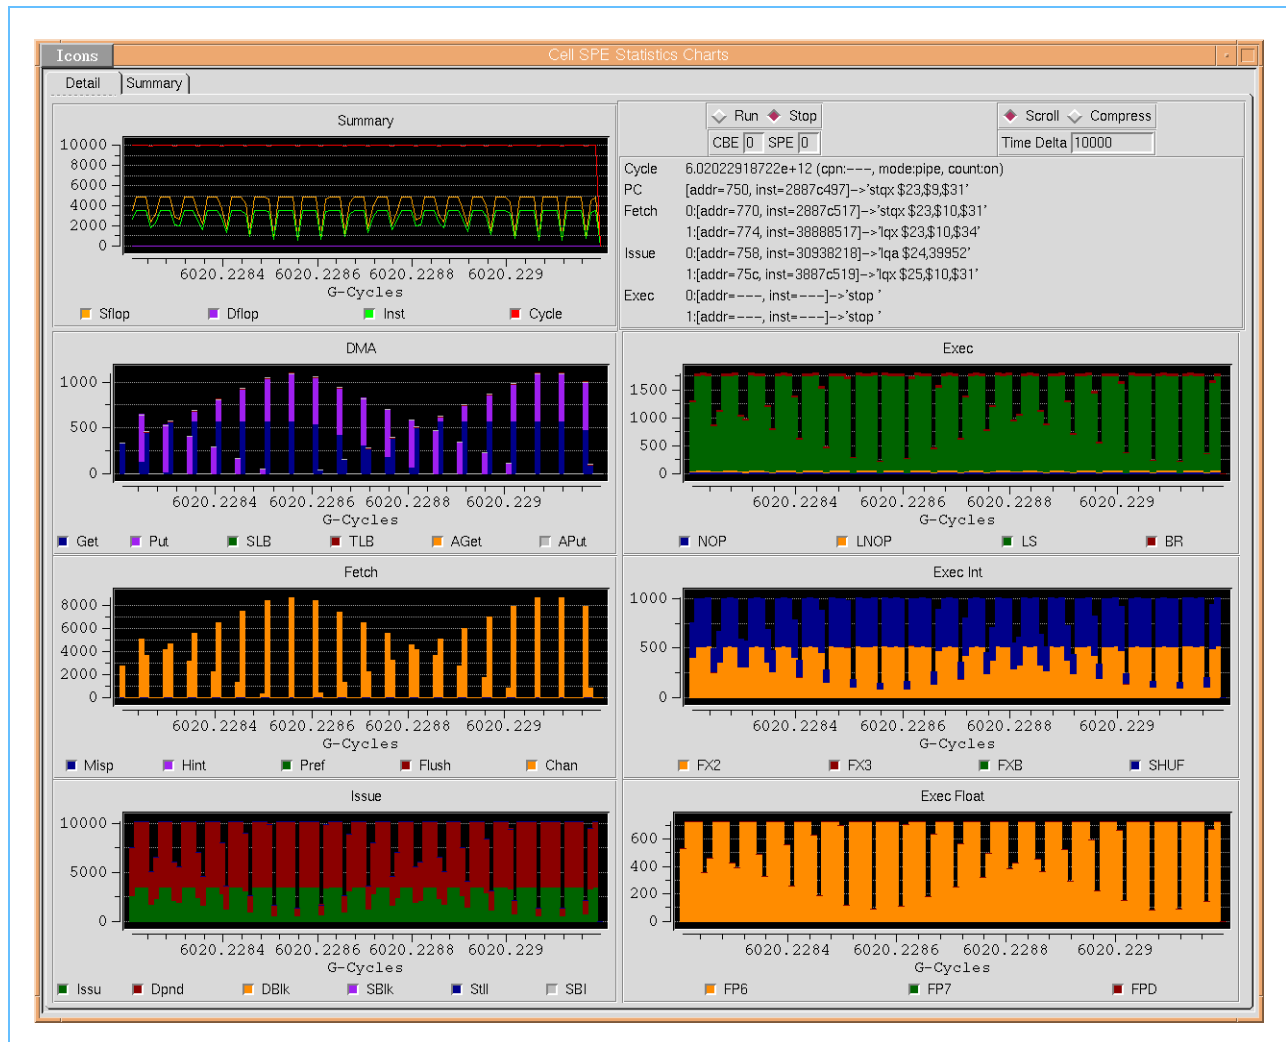 Icons
Cell SPE Statistics Charts
Detail
Summary
Summary
10000
8000
6000
4000
2000
0
6020.2284 6020.2286 6020.2288 6020.229
G-Cycles
Sflop Dflop Inst Cycle
Run Stop
Scroll Compress
CBE 0 SPE 0
Time Delta 10000
Cycle 6.02022918722e+12 (cpn:---, mode:pipe, count:on)
PC [addr=750, inst=2887c497]->'stqx $23,$9,$31'
Fetch 0:[addr=770, inst=2887c517]->'stqx $23,$10,$31'
1:[addr=774, inst=38888517]->'lqx $23,$10,$34'
Issue 0:[addr=758, inst=30938218]->'lqa $24,39952'
1:[addr=75c, inst=3887c519]->'lqx $25,$10,$31'
Exec 0:[addr=---, inst=---]->'stop '
1:[addr=---, inst=---]->'stop '
DMA
1000
500
0
6020.2284 6020.2286 6020.2288 6020.229
G-Cycles
Get Put SLB TLB AGet APut
Exec
1500
1000
500
0
6020.2284 6020.2286 6020.2288 6020.229
G-Cycles
NOP LNOP LS BR
Fetch
8000
6000
4000
2000
0
6020.2284 6020.2286 6020.2288 6020.229
G-Cycles
Misp Hint Pref Flush Chan
Exec Int
1000
500
0
6020.2284 6020.2286 6020.2288 6020.229
G-Cycles
FX2 FX3 FXB SHUF
Issue
10000
5000
0
6020.2284 6020.2286 6020.2288 6020.229
G-Cycles
Issu Dpnd DBlk SBlk Stll SBI
Exec Float
600
400
200
0
6020.2284 6020.2286 6020.2288 6020.229
G-Cycles
FP6 FP7 FPD